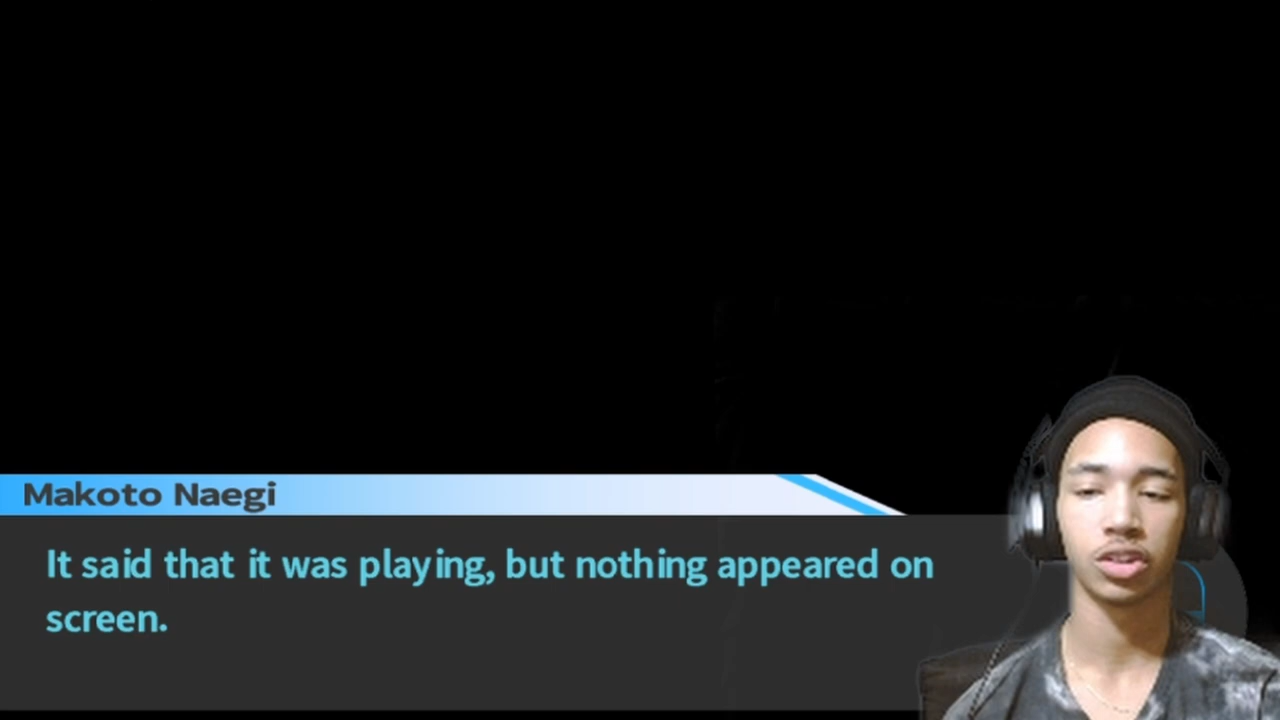 Makoto Naegi
It said that it was playing, but nothing appeared on
screen.